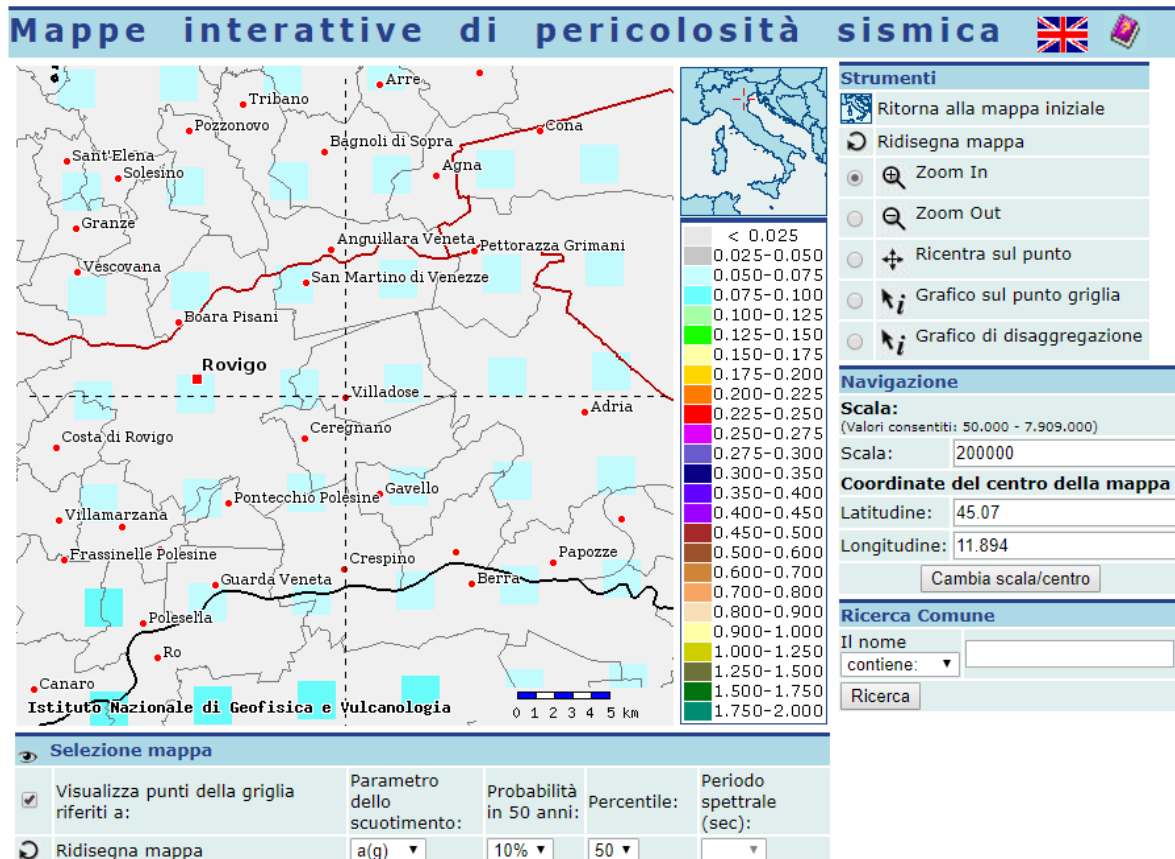 Mappe interattive di pericolosità sismica
Arre
Tribano
Pozzonovo
Cona
Bagnoli di Sopra
Sant'Elena
Agna
Solesino
Granze
Anguillara Veneta
Pettorazza Grimani
Vescovana
San Martino di Venezze
Boara Pisani
Rovigo
Villadose
Adria
Ceregnano
Costa di Rovigo
Gavello
Pontecchio Polesine
Villamarzana
Frassinelle Polesine
Crespino
Papozze
Guarda Veneta
Berra
Polesella
Ro
Canaro
Istituto Nazionale di Geofisica e Vulcanologia
0 1 2 3 4 5 km
< 0.025
0.025-0.050
0.050-0.075
0.075-0.100
0.100-0.125
0.125-0.150
0.150-0.175
0.175-0.200
0.200-0.225
0.225-0.250
0.250-0.275
0.275-0.300
0.300-0.350
0.350-0.400
0.400-0.450
0.450-0.500
0.500-0.600
0.600-0.700
0.700-0.800
0.800-0.900
0.900-1.000
1.000-1.250
1.250-1.500
1.500-1.750
1.750-2.000
Strumenti
Ritorna alla mappa iniziale
Ridisegna mappa
Zoom In
Zoom Out
Ricentra sul punto
Grafico sul punto griglia
Grafico di disaggregazione
Navigazione
Scala:
(Valori consentiti: 50.000 - 7.909.000)
Scala: 200000
Coordinate del centro della mappa
Latitudine: 45.07
Longitudine: 11.894
Cambia scala/centro
Ricerca Comune
Il nome
contiene:
Ricerca
Selezione mappa
Visualizza punti della griglia
riferiti a:
Parametro
dello
scuotimento:
Probabilità
in 50 anni:
Percentile:
Periodo
spettrale
(sec):
Ridisegna mappa
a(g) 10% 50